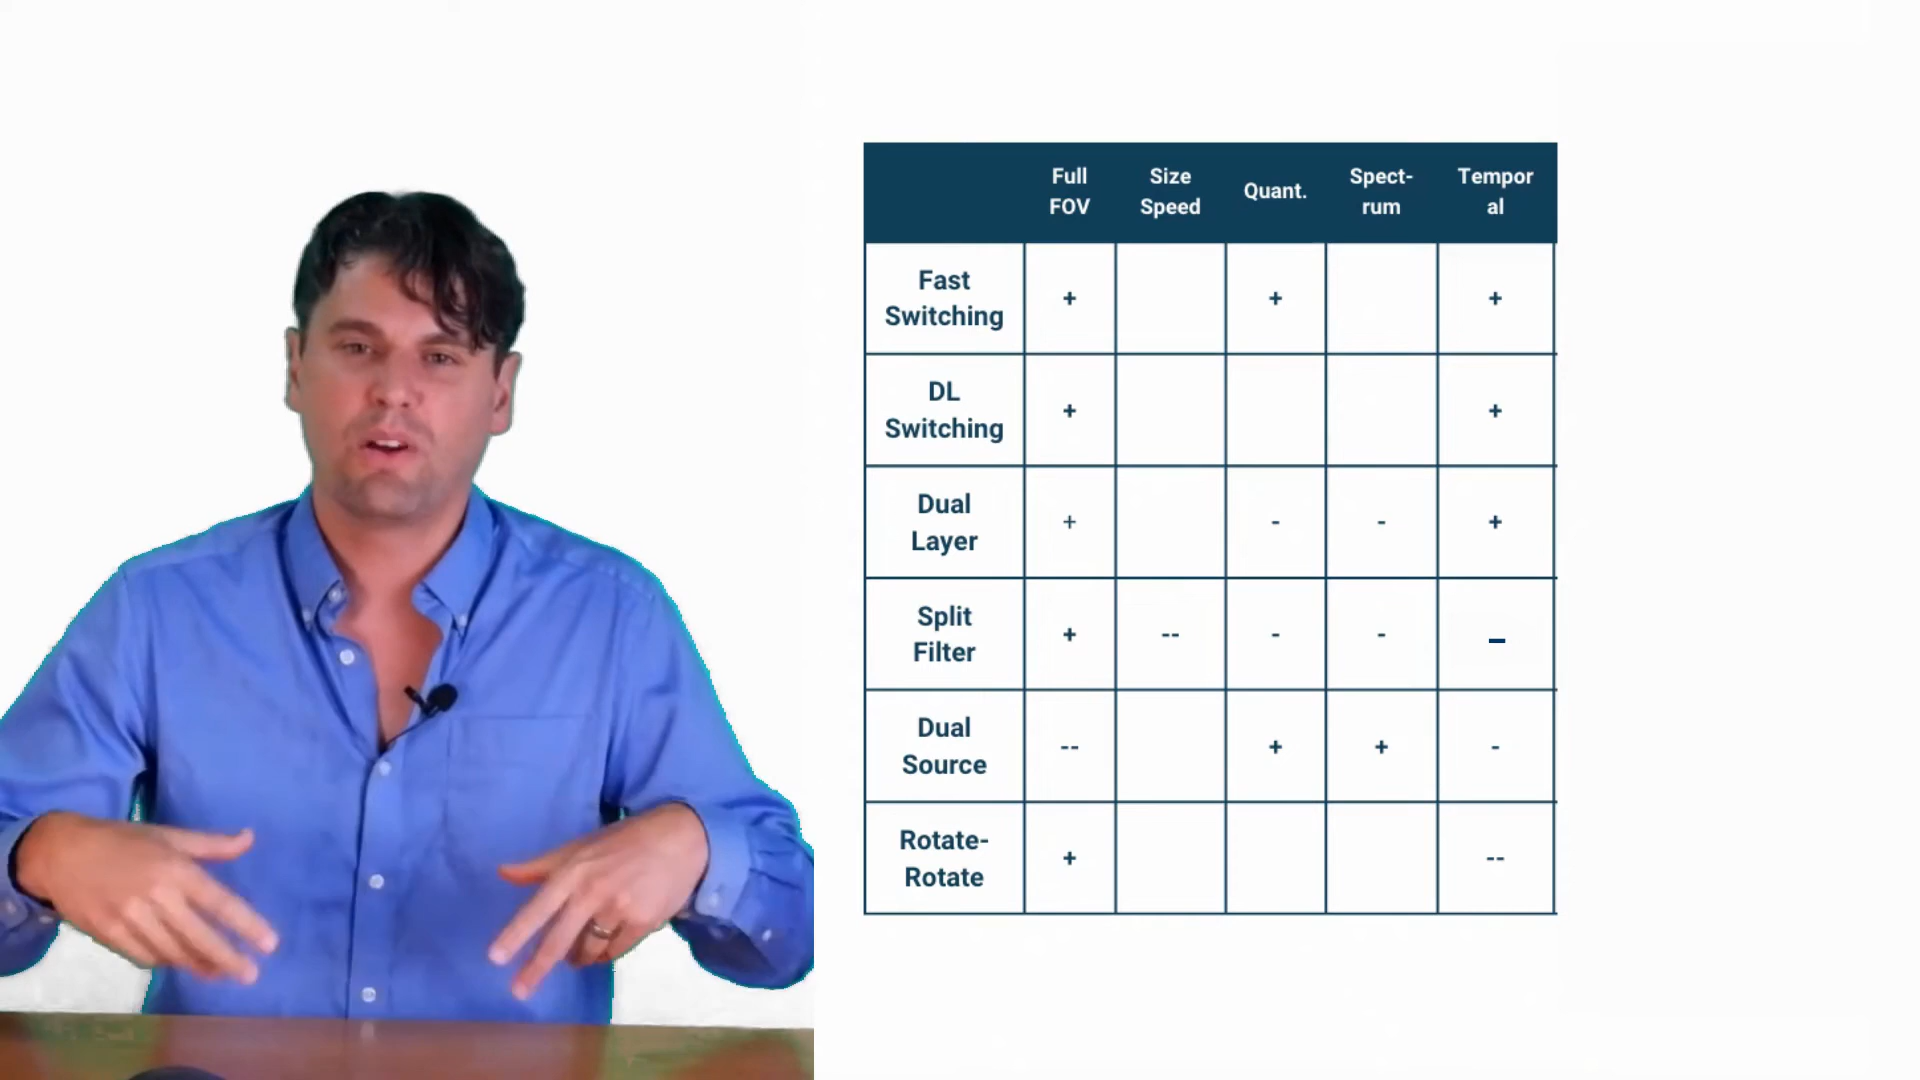 Full FOV Size Speed Quant. Spect-rum Tempor al
Fast Switching + + +
DL Switching + +
Dual Layer + - - +
Split Filter + -- - - –
Dual Source -- + + -
Rotate-Rotate + --